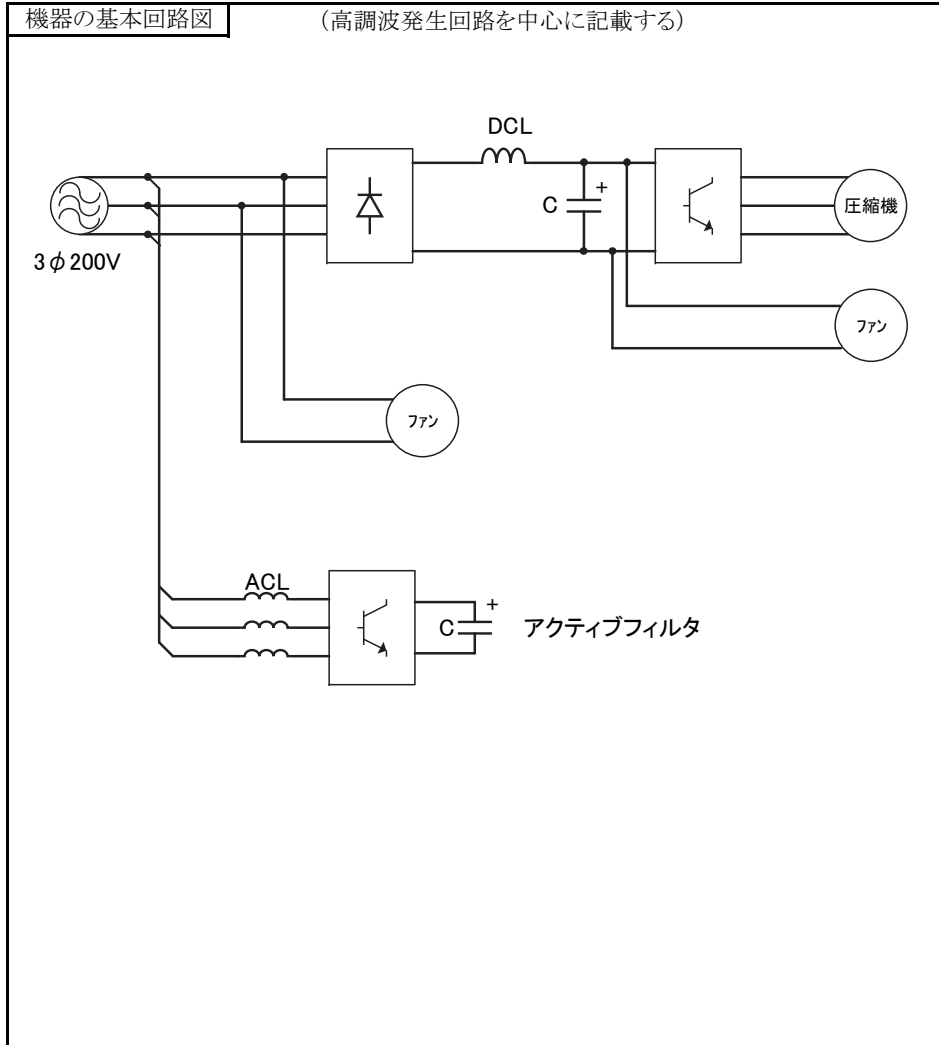 機器の基本回路図
(高調波発生回路を中心に記載する)
DCL
+
C
圧縮機
3φ200V
ファン
ファン
ACL
+
C
アクティブフィルタ